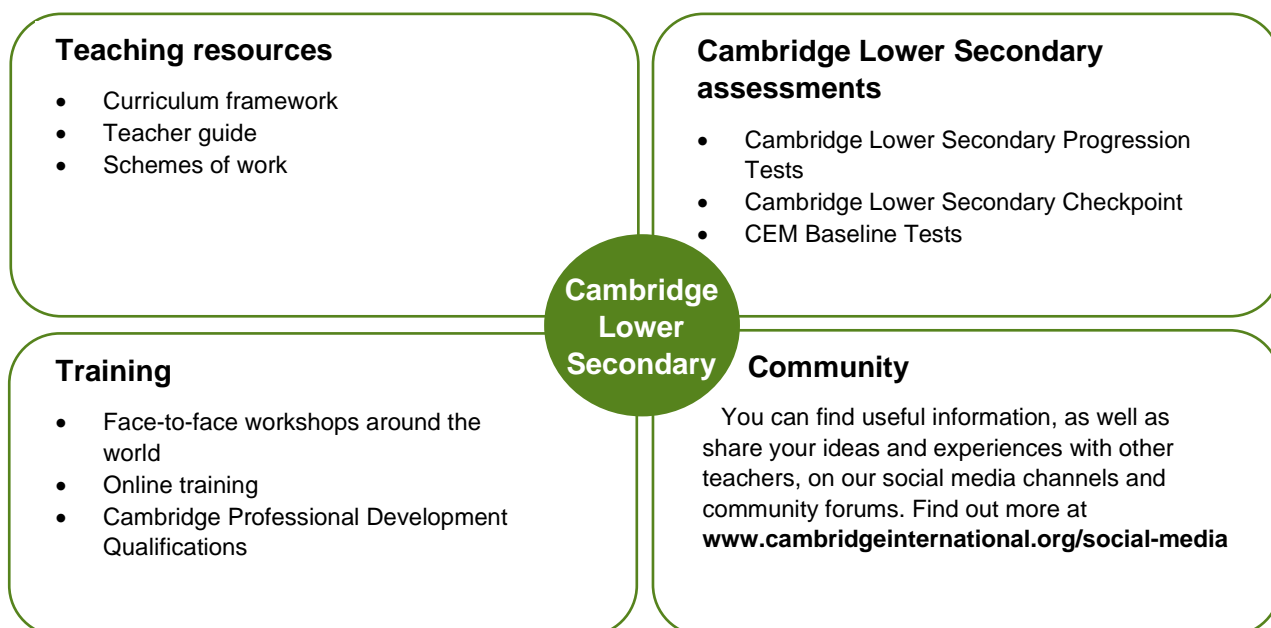 Teaching resources
• Curriculum framework
• Teacher guide
• Schemes of work
Cambridge Lower Secondary
assessments
• Cambridge Lower Secondary Progression
Tests
• Cambridge Lower Secondary Checkpoint
• CEM Baseline Tests
Cambridge
Lower
Secondary
Training
• Face-to-face workshops around the
world
• Online training
• Cambridge Professional Development
Qualifications
Community
You can find useful information, as well as
share your ideas and experiences with other
teachers, on our social media channels and
community forums. Find out more at
www.cambridgeinternational.org/social-media